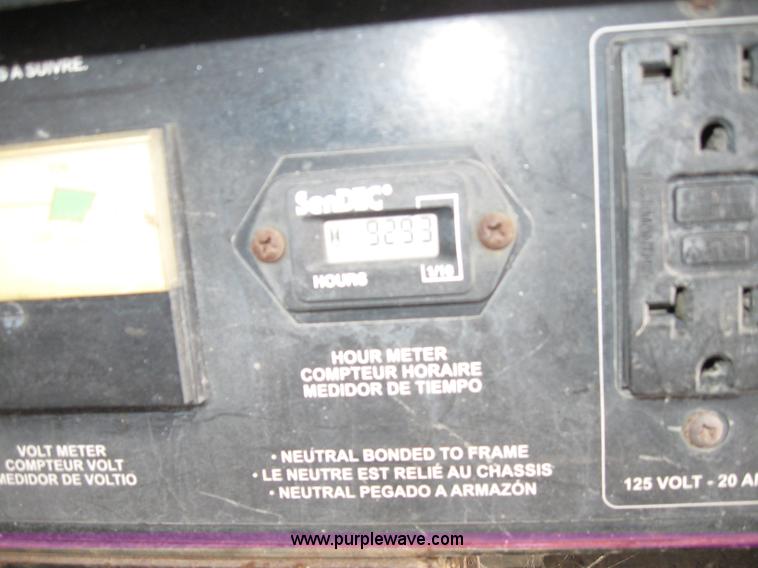 S À SUIVRE.
SenDEC®
H 9293
HOURS 1/10
HOUR METER
COMPTEUR HORAIRE
MEDIDOR DE TIEMPO
VOLT METER
COMPTEUR VOLT
MEDIDOR DE VOLTIO
• NEUTRAL BONDED TO FRAME
• LE NEUTRE EST RELIÉ AU CHASSIS
• NEUTRAL PEGADO A ARMAZÓN
125 VOLT - 20 A
www.purplewave.com